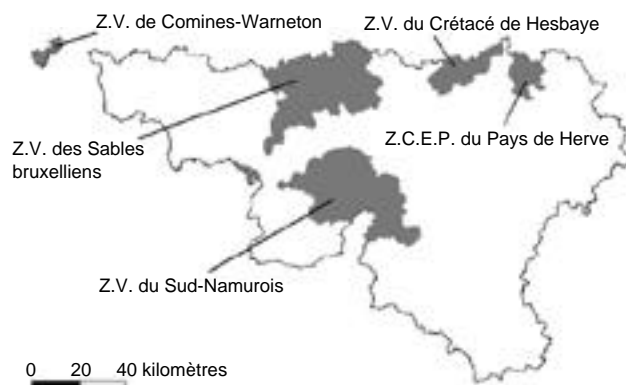 Z.V. de Comines-Warneton
Z.V. du Crétacé de Hesbaye
Z.C.E.P. du Pays de Herve
Z.V. des Sables
bruxelliens
Z.V. du Sud-Namurois
0 20 40 kilomètres